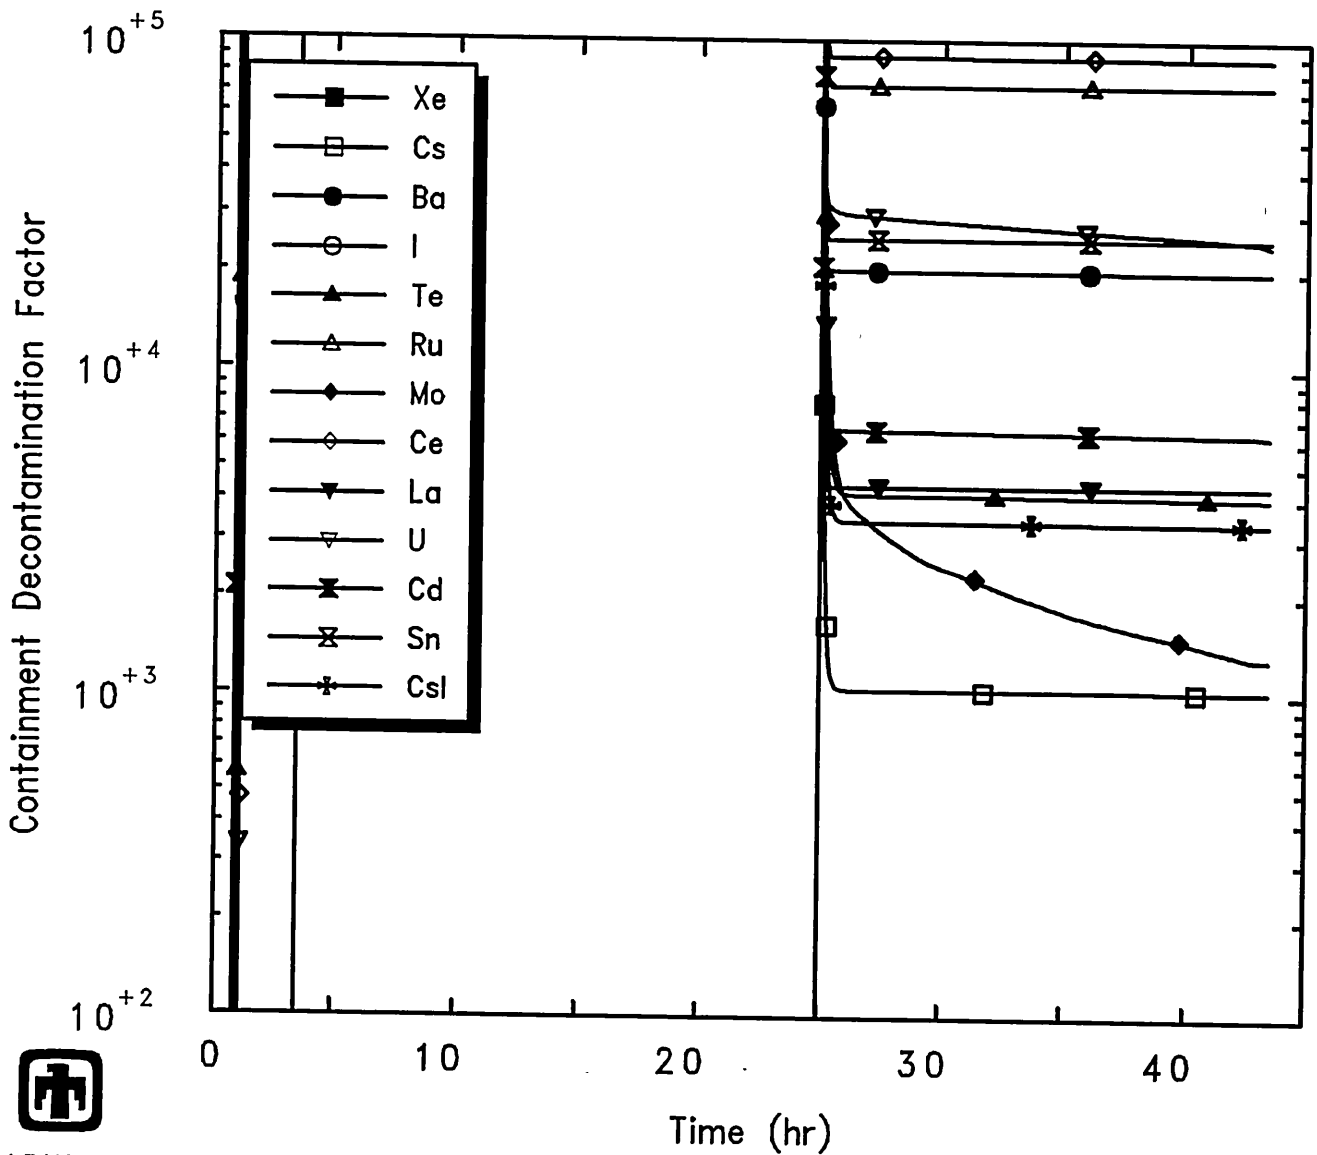 10+5
Xe
Cs
Ba
I
Te
Ru
Mo
Ce
La
U
Cd
Sn
CsI
10+4
10+3
10+2
Containment Decontamination Factor
0 10 20 30 40
Time (hr)